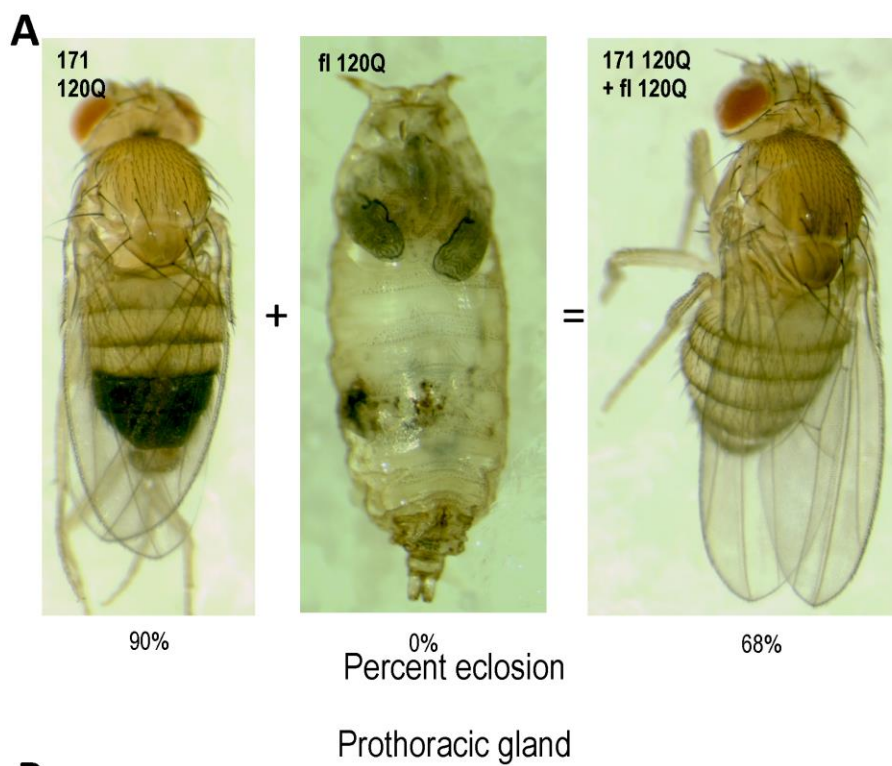 A
171
120Q
fl 120Q
171 120Q
+ fl 120Q
+
=
90%
0%
68%
Percent eclosion
Prothoracic gland